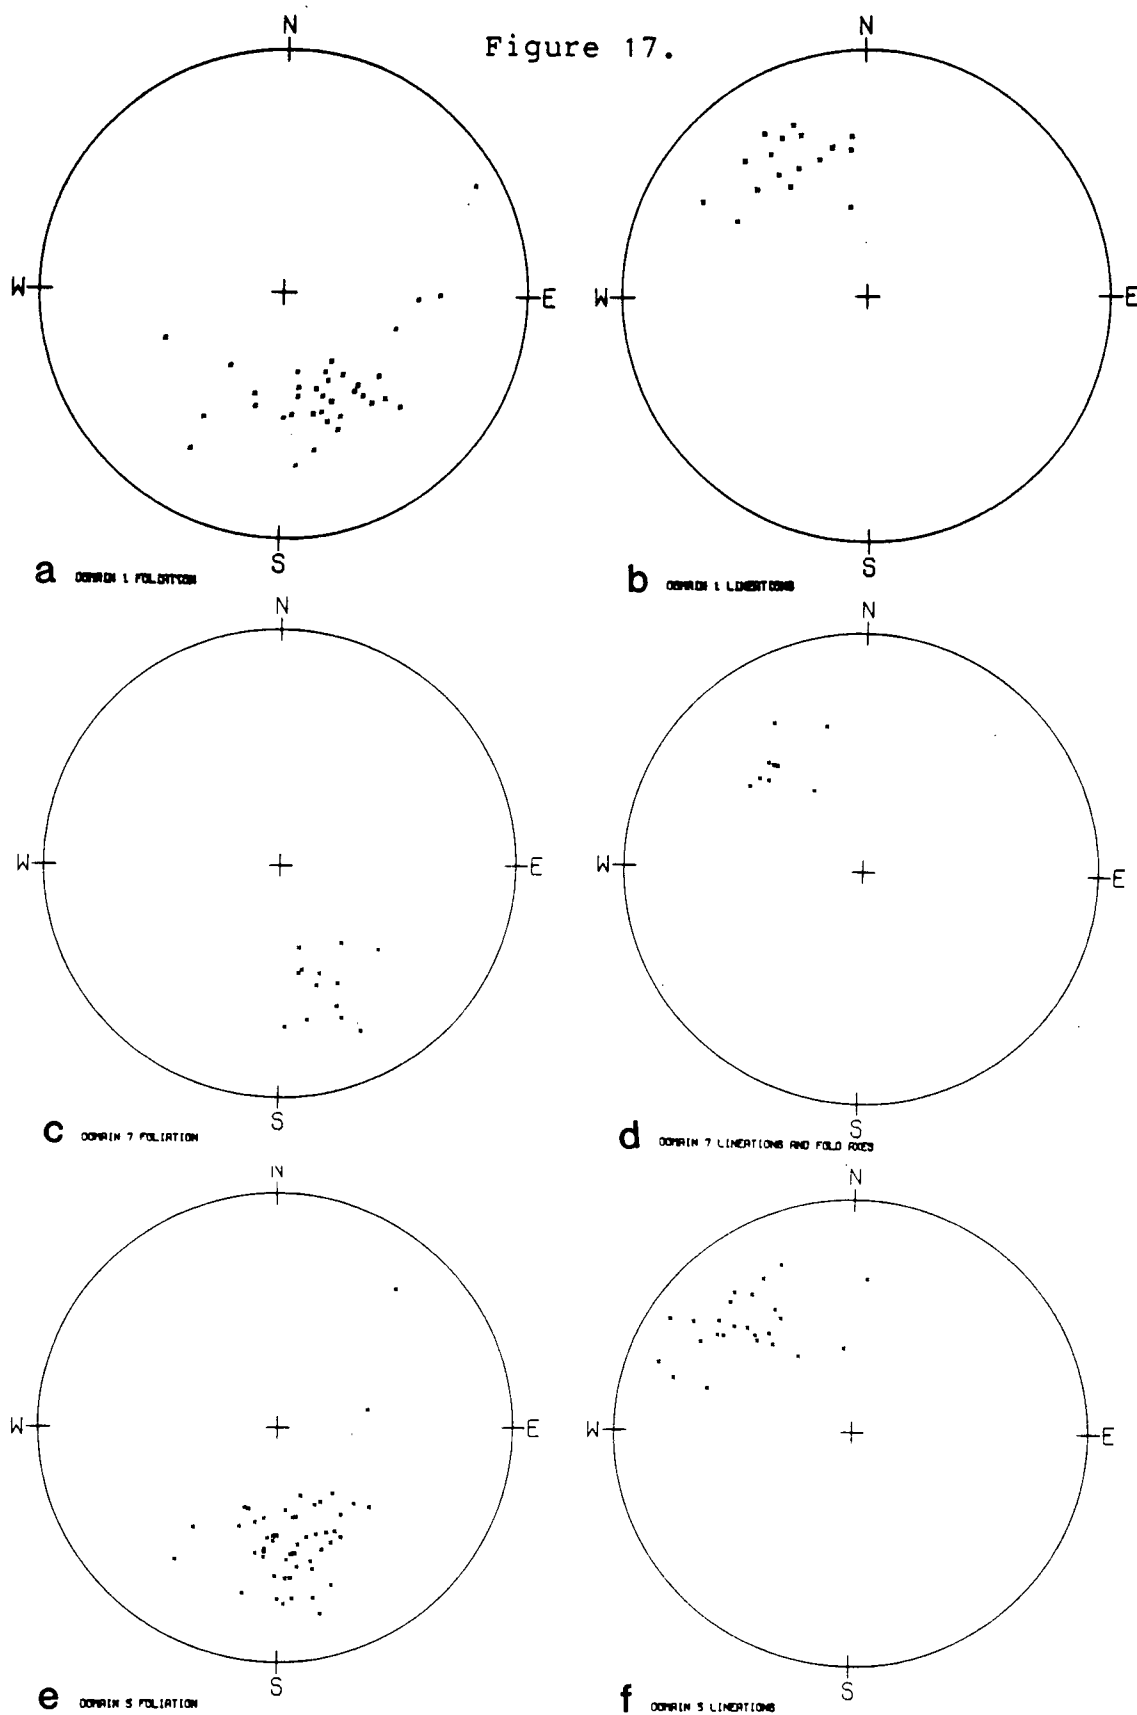 Figure 17.
N
N
W
E
W
E
S
S
a DOMAIN 1 FOLIATION
b DOMAIN 1 LINEATIONS
N
N
W
E
W
E
S
S
c DOMAIN 7 FOLIATION
d DOMAIN 7 LINEATIONS AND FOLD AXES
N
N
W
E
W
E
S
S
e DOMAIN 5 FOLIATION
f DOMAIN 5 LINEATIONS